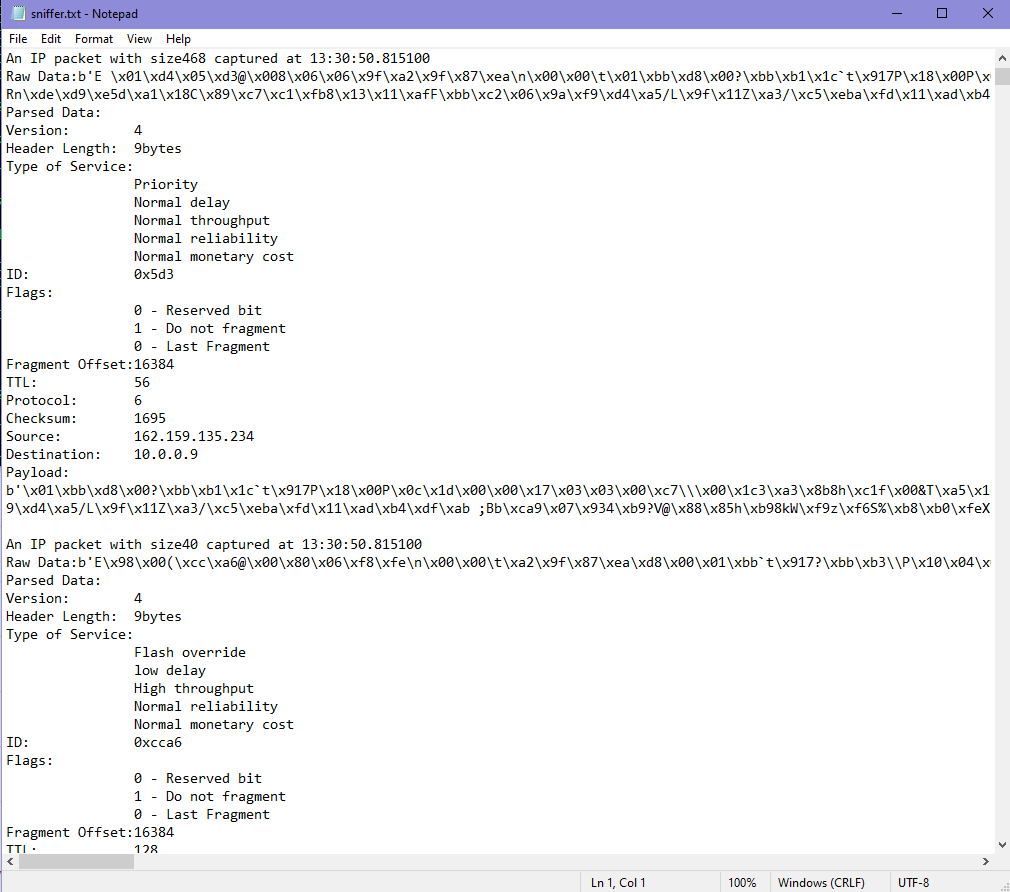 sniffer.txt - Notepad
File Edit Format View Help
An IP packet with size468 captured at 13:30:50.815100
Raw Data:b'E \x01\xd4\x05\xd3@\x008\x06\x06\x9f\xa2\x9f\x87\xea\n\x00\x00\t\x01\xbb\xd8\x00?\xbb\xb1\x1c`t\x917P\x18\x00P\x
Rn\xde\xd9\xe5d\xa1\x18C\x89\xc7\xc1\xfb8\x13\x11\xafF\xbb\xc2\x06\x9a\xf9\xd4\xa5/L\x9f\x11Z\xa3/\xc5\xeba\xfd\x11\xad\xb4
Parsed Data:
Version: 4
Header Length: 9bytes
Type of Service:
Priority
Normal delay
Normal throughput
Normal reliability
Normal monetary cost
ID: 0x5d3
Flags:
0 - Reserved bit
1 - Do not fragment
0 - Last Fragment
Fragment Offset:16384
TTL: 56
Protocol: 6
Checksum: 1695
Source: 162.159.135.234
Destination: 10.0.0.9
Payload:
b'\x01\xbb\xd8\x00?\xbb\xb1\x1c`t\x917P\x18\x00P\x0c\x1d\x00\x00\x17\x03\x03\x00\xc7\\\x00\x1c3\xa3\x8b8h\xc1f\x00&T\xa5\x1
9\xd4\xa5/L\x9f\x11Z\xa3/\xc5\xeba\xfd\x11\xad\xb4\xdf\xab ;Bb\xca9\x07\x934\xb9?V@\x88\x85h\xb98kW\xf9z\xf6S%\xb8\xb0\xfeX
An IP packet with size40 captured at 13:30:50.815100
Raw Data:b'E\x98\x00(\xcc\xa6@\x00\x80\x06\xf8\xfe\n\x00\x00\t\xa2\x9f\x87\xea\xd8\x00\x01\xbb`t\x917?\xbb\xb3\\P\x10\x04\x
Parsed Data:
Version: 4
Header Length: 9bytes
Type of Service:
Flash override
low delay
High throughput
Normal reliability
Normal monetary cost
ID: 0xcca6
Flags:
0 - Reserved bit
1 - Do not fragment
0 - Last Fragment
Fragment Offset:16384
TTL: 128
Ln 1, Col 1 100% Windows (CRLF) UTF-8